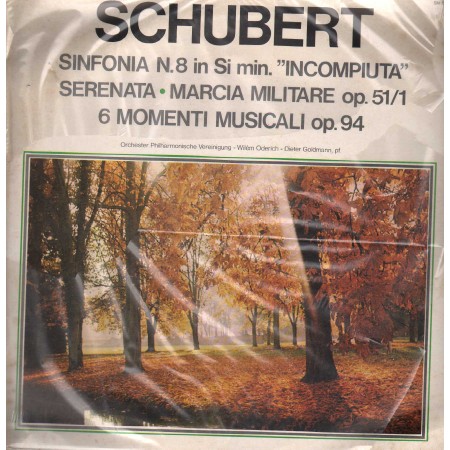 SCHUBERT
SINFONIA N.8 in Si min. "INCOMPIUTA"
SERENATA • MARCIA MILITARE op. 51/1
6 MOMENTI MUSICALI op. 94
Orchester Philharmonische Vereinigung - Wilèm Oderich - Dieter Goldmann, pf